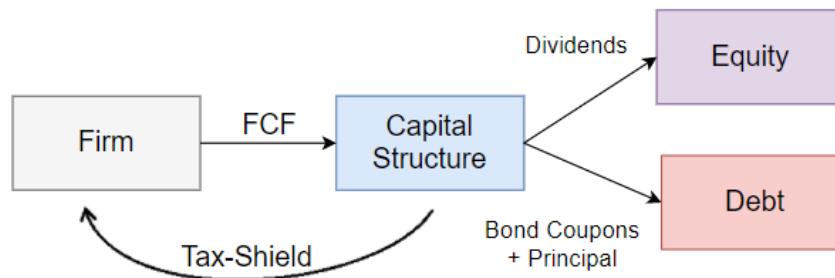 Firm
FCF
Capital
Structure
Dividends
Equity
Debt
Bond Coupons
+ Principal
Tax-Shield